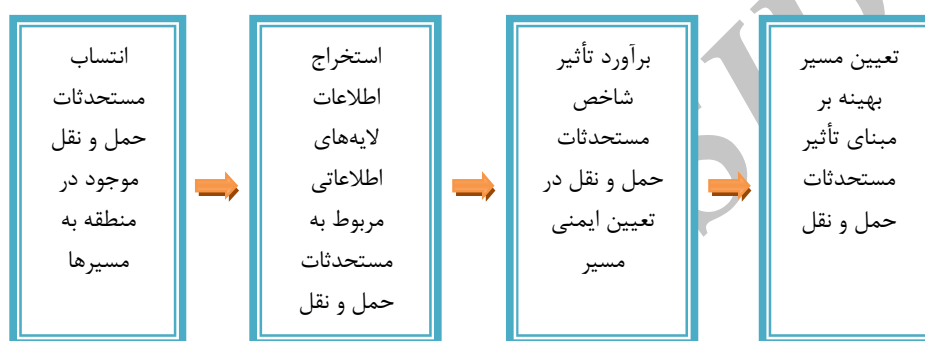 انتساب
مستحدثات
حمل و نقل
موجود در
منطقه به
مسیرها
استخراج
اطلاعات
لایه‌های
اطلاعاتی
مربوط به
مستحدثات
حمل و نقل
برآورد تأثیر
شاخص
مستحدثات
حمل و نقل در
تعیین ایمنی
مسیر
تعیین مسیر
بهینه بر
مبنای تأثیر
مستحدثات
حمل و نقل